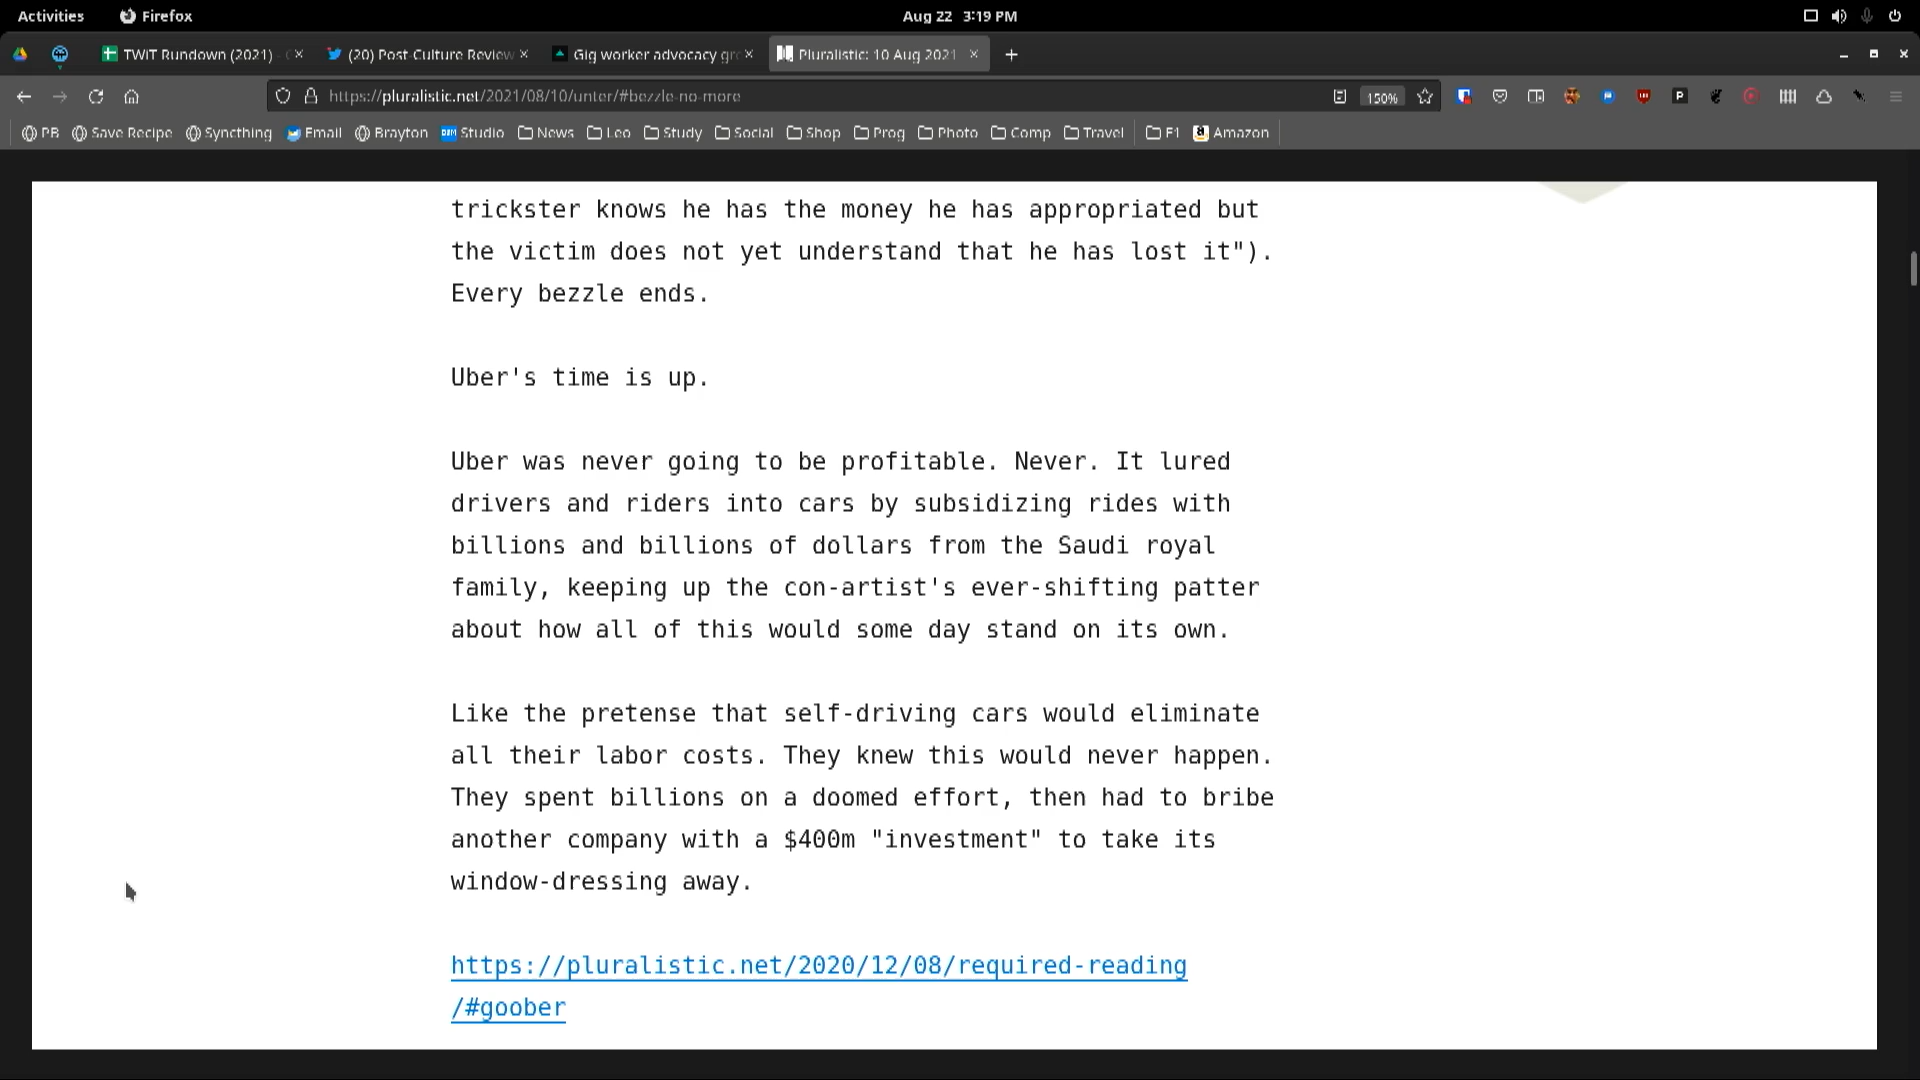 Activities Firefox Aug 22 3:19 PM
TWiT Rundown (2021) (20) Post-Culture Review Gig worker advocacy gr Pluralistic: 10 Aug 2021
https://pluralistic.net/2021/08/10/unter/#bezzle-no-more 150%
PB Save Recipe Syncthing Email Brayton Studio News Leo Study Social Shop Prog Photo Comp Travel F1 Amazon
trickster knows he has the money he has appropriated but
the victim does not yet understand that he has lost it").
Every bezzle ends.
Uber's time is up.
Uber was never going to be profitable. Never. It lured
drivers and riders into cars by subsidizing rides with
billions and billions of dollars from the Saudi royal
family, keeping up the con-artist's ever-shifting patter
about how all of this would some day stand on its own.
Like the pretense that self-driving cars would eliminate
all their labor costs. They knew this would never happen.
They spent billions on a doomed effort, then had to bribe
another company with a $400m "investment" to take its
window-dressing away.
https://pluralistic.net/2020/12/08/required-reading
/#goober